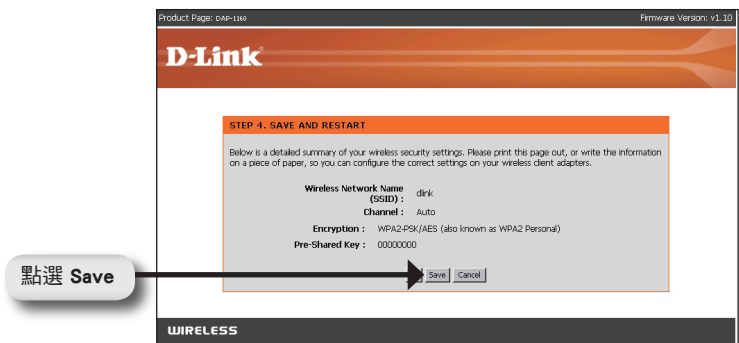 Product Page: DAP-1160 Firmware Version: v1.10
D-Link
STEP 4. SAVE AND RESTART
Below is a detailed summary of your wireless security settings. Please print this page out, or write the information
on a piece of paper, so you can configure the correct settings on your wireless client adapters.
Wireless Network Name
(SSID) : dlink
Channel : Auto
Encryption : WPA2-PSK/AES (also known as WPA2 Personal)
Pre-Shared Key : 00000000
點選 Save
Save Cancel
WIRELESS